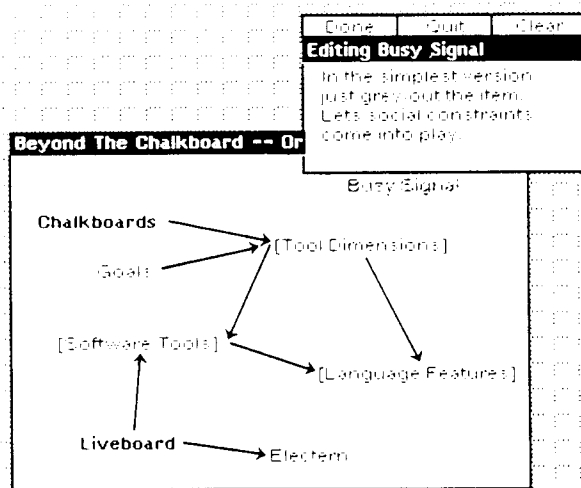 Done Quit Clear
Editing Busy Signal
In the simplest version
just grey out the item.
Lets social constraints
come into play.
Beyond The Chalkboard -- Or
Busy Signal
Chalkboards
[Tool Dimensions]
Goals
[Software Tools]
[Language Features]
Liveboard
Electern